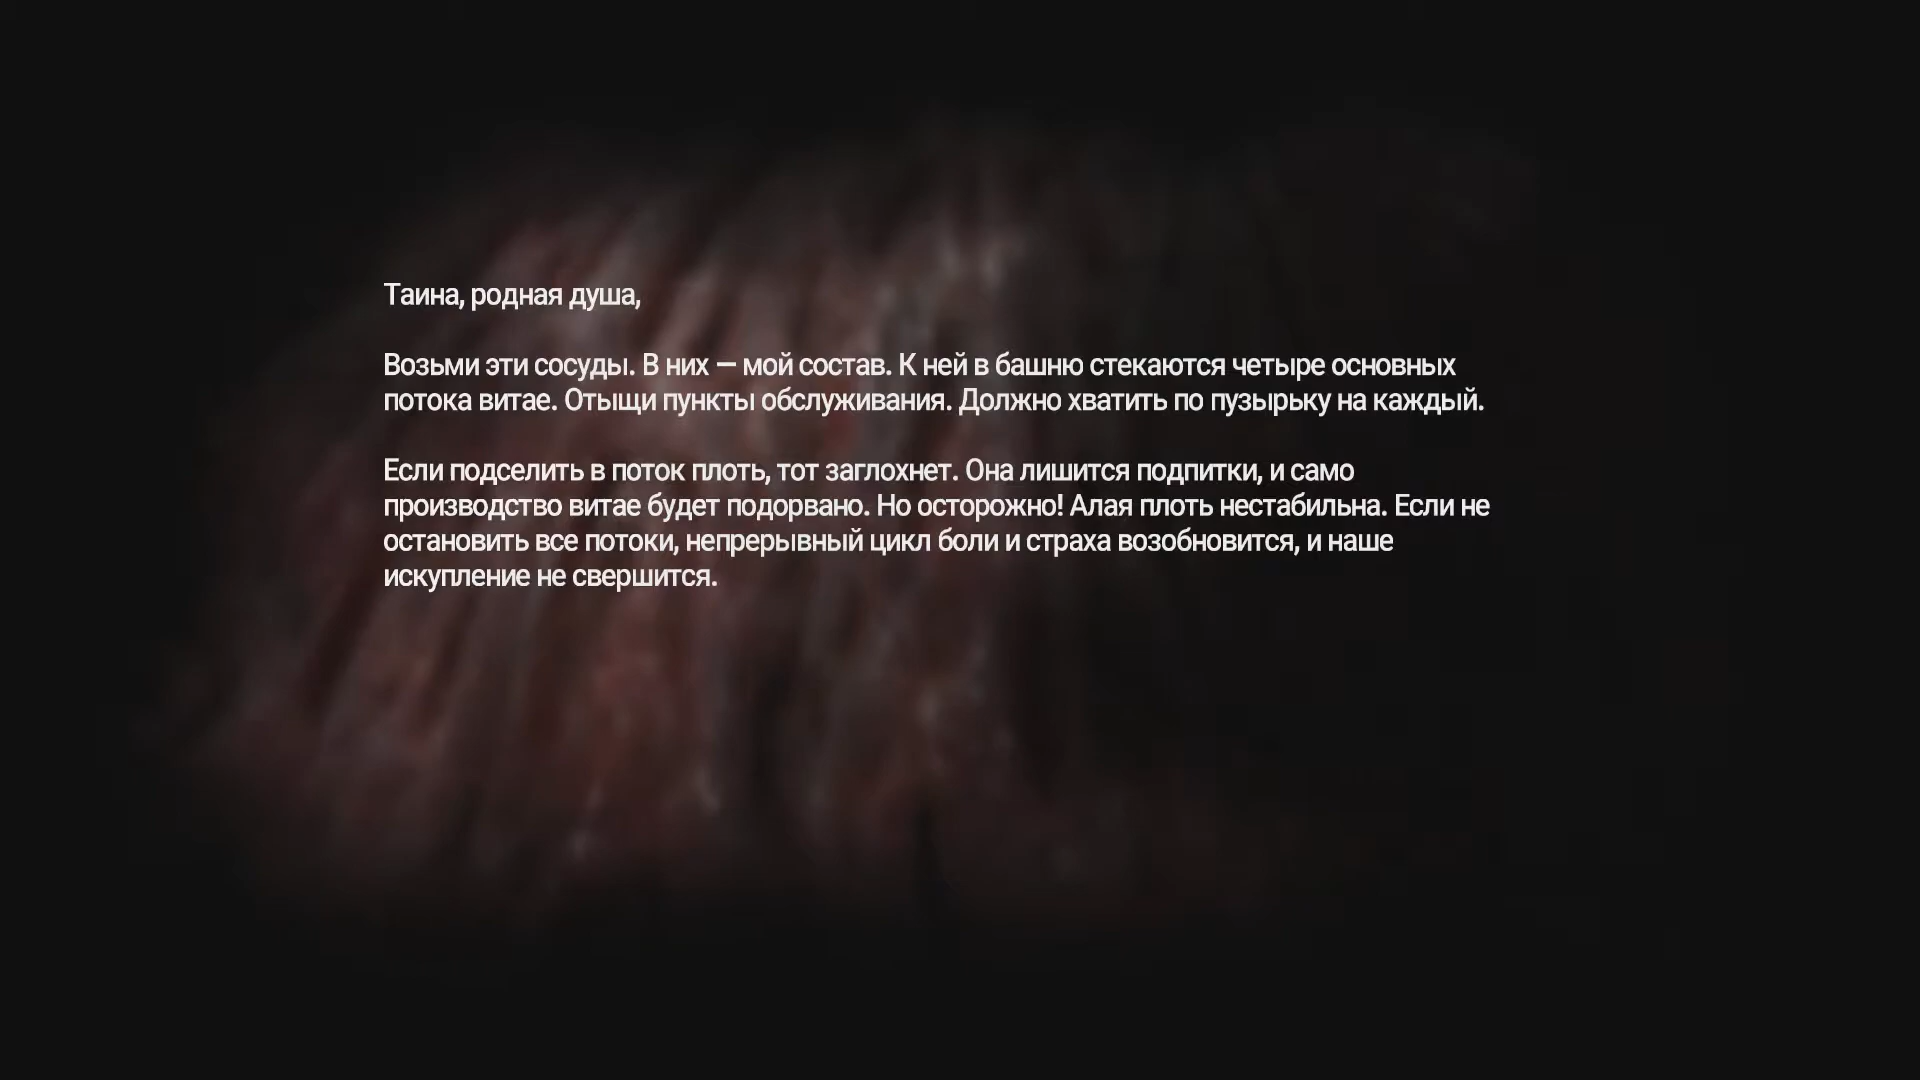 Таина, родная душа,
Возьми эти сосуды. В них — мой состав. К ней в башню стекаются четыре основных
потока витае. Отыщи пункты обслуживания. Должно хватить по пузырьку на каждый.
Если подселить в поток плоть, тот заглохнет. Она лишится подпитки, и само
производство витае будет подорвано. Но осторожно! Алая плоть нестабильна. Если не
остановить все потоки, непрерывный цикл боли и страха возобновится, и наше
искупление не свершится.